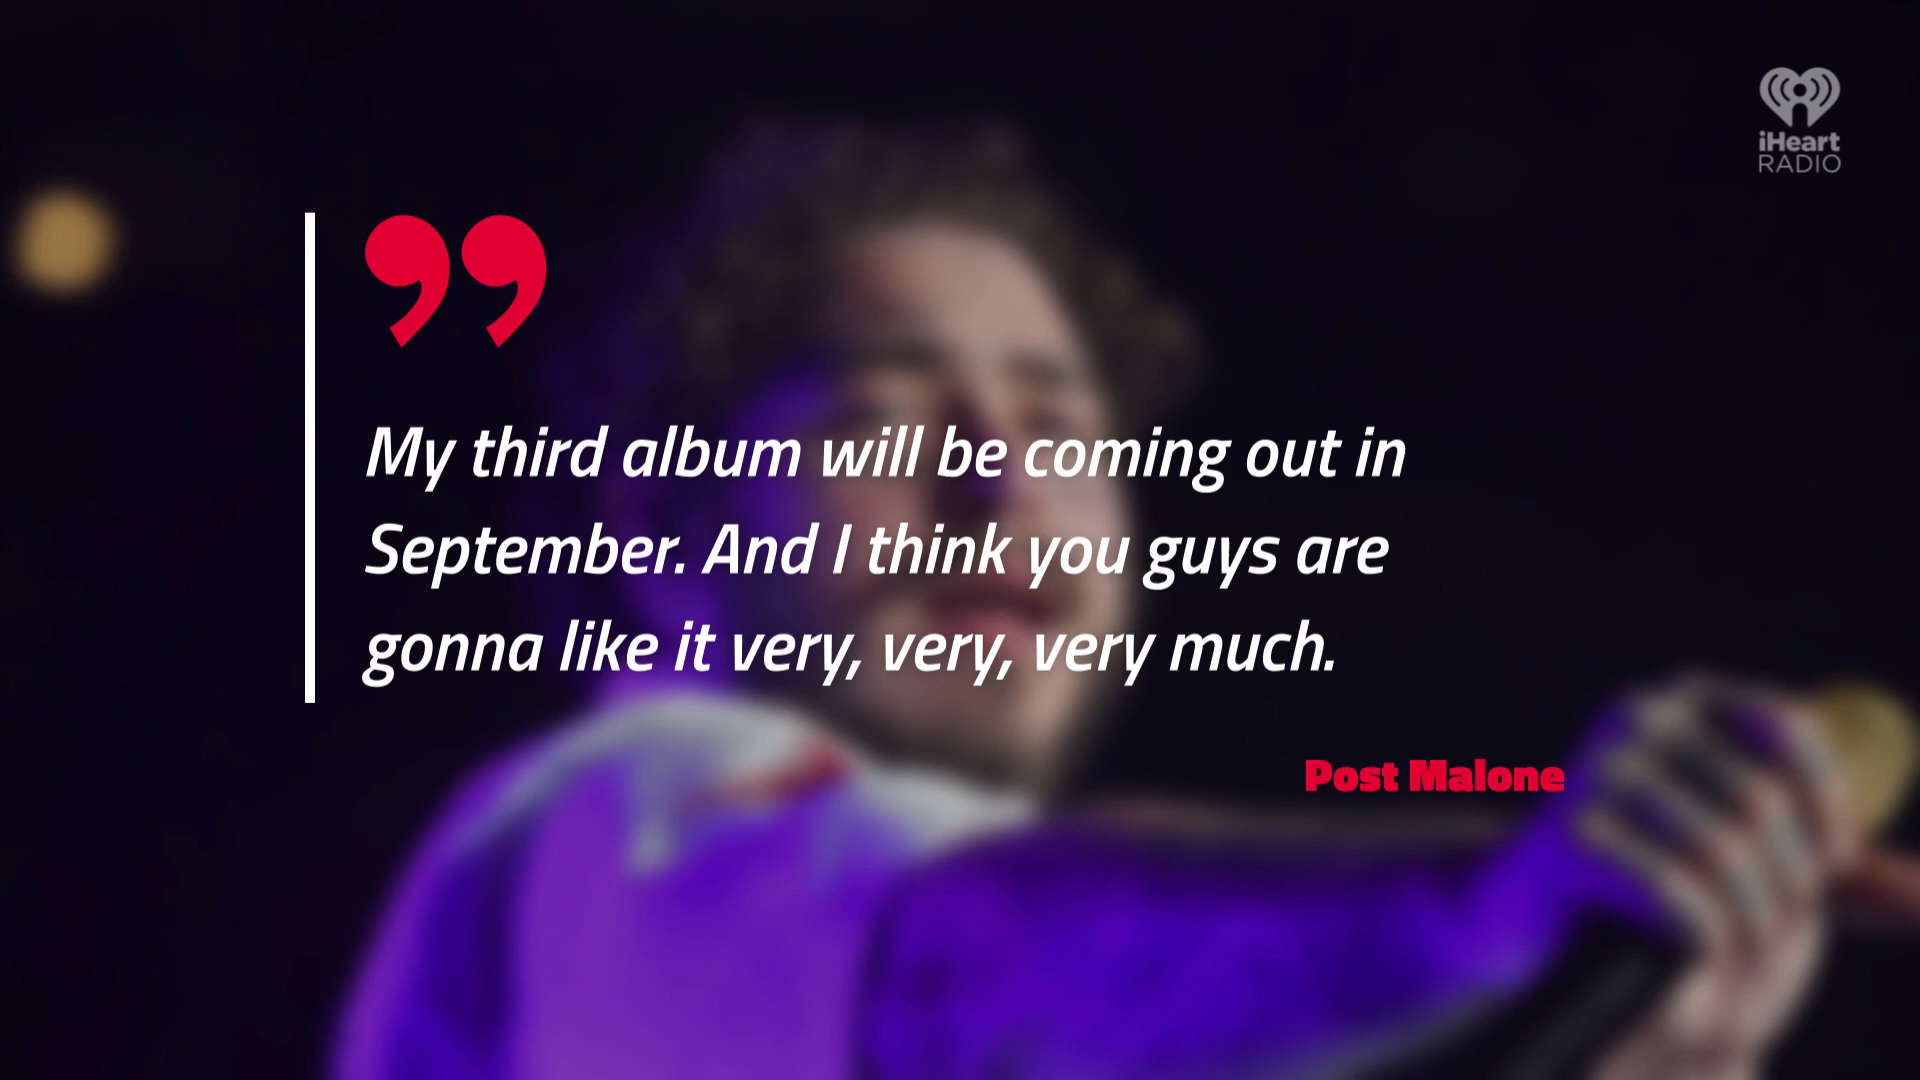 iHeart
RADIO
”
My third album will be coming out in
September. And I think you guys are
gonna like it very, very, very much.
Post Malone